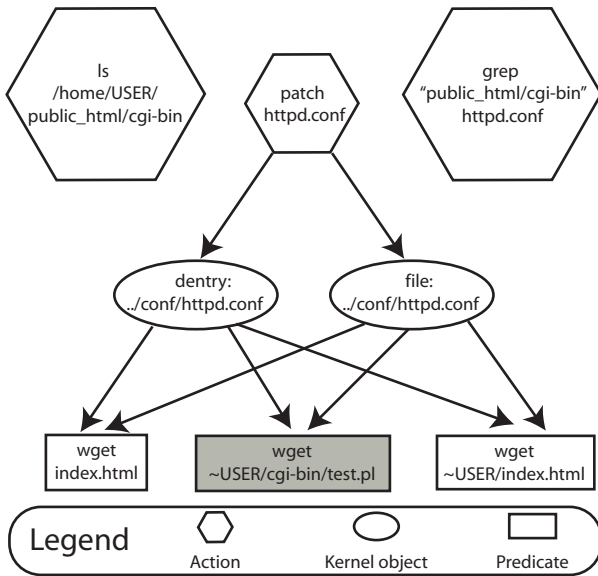 ls
/home/USER/
public_html/cgi-bin
patch
httpd.conf
grep
“public_html/cgi-bin”
httpd.conf
dentry:
../conf/httpd.conf
file:
../conf/httpd.conf
wget
index.html
wget
~USER/cgi-bin/test.pl
wget
~USER/index.html
Legend
Action
Kernel object
Predicate